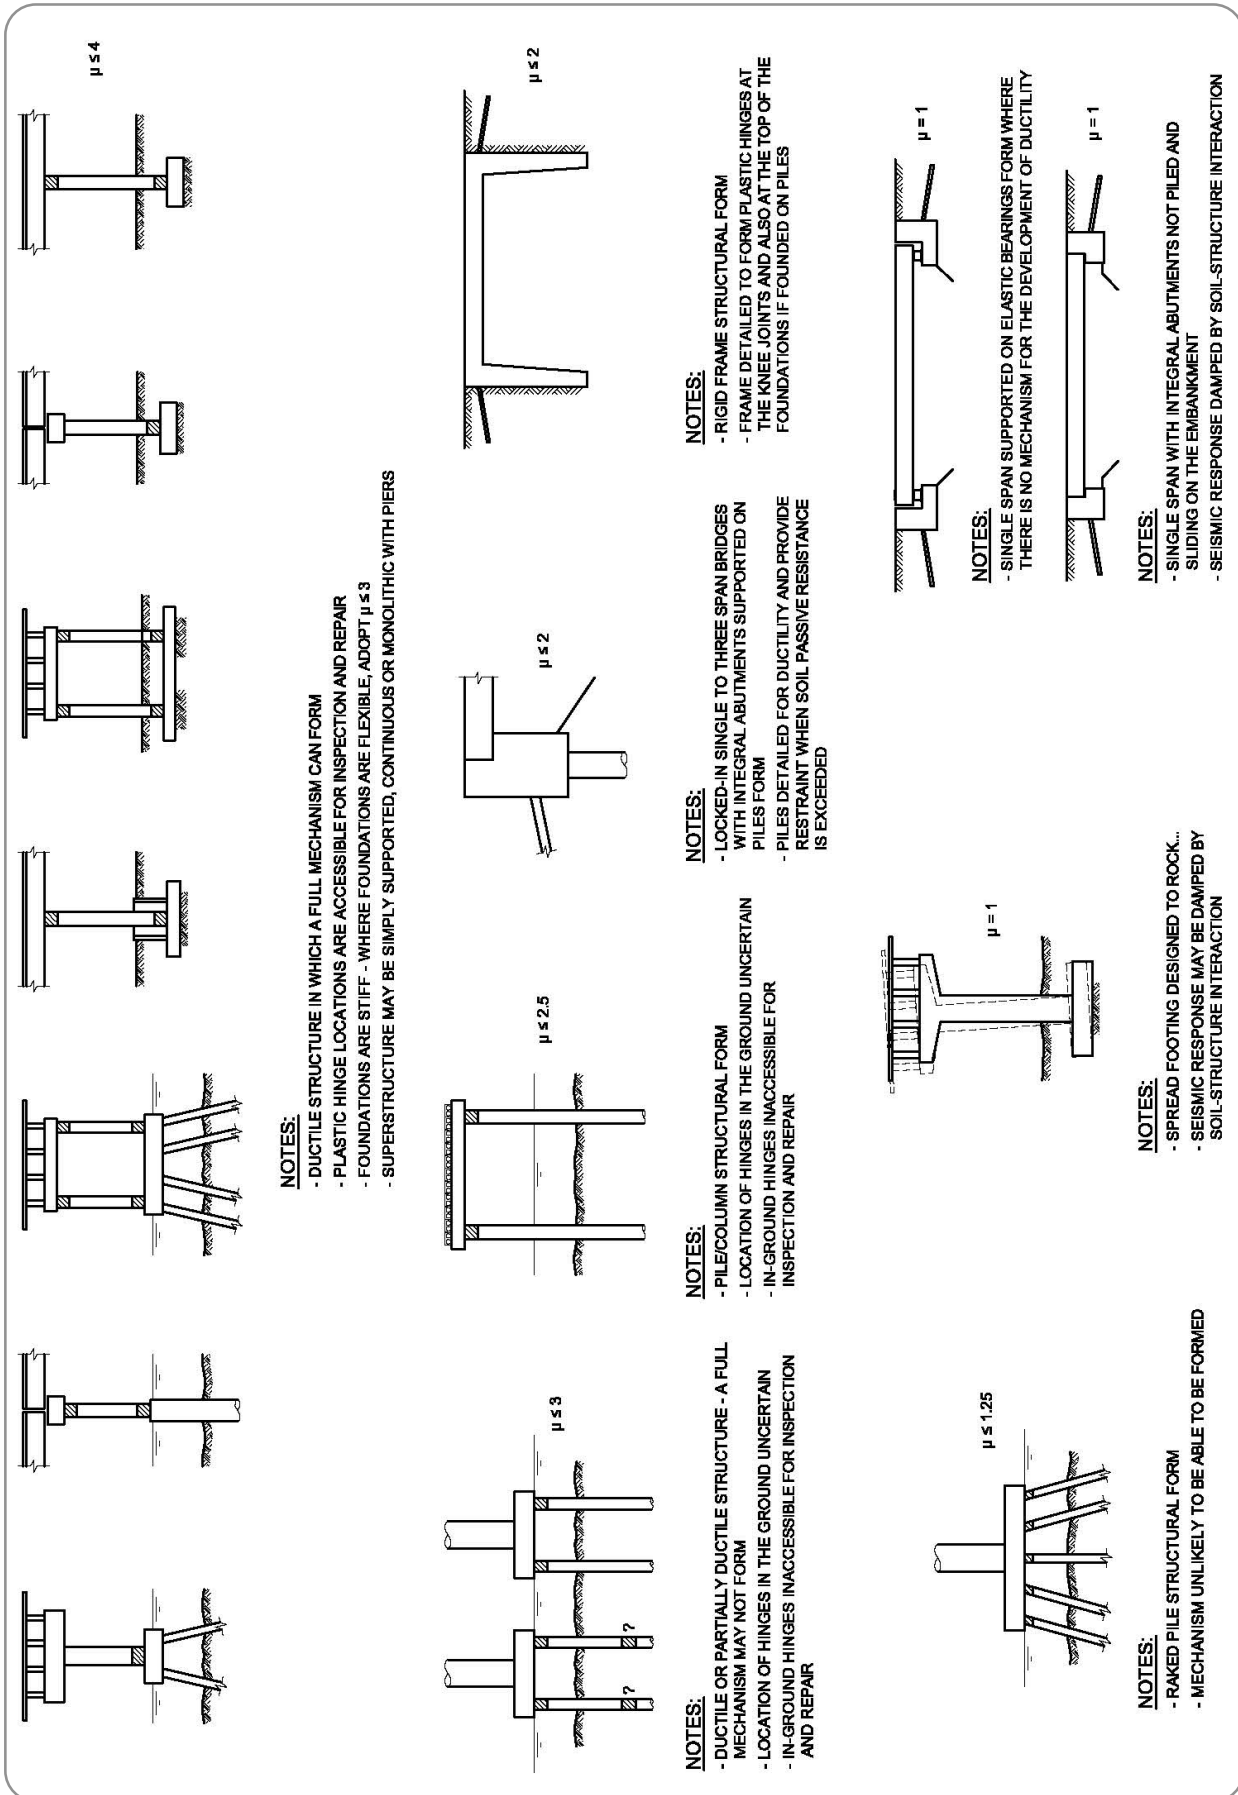 μ ≤ 4
NOTES:
- DUCTILE STRUCTURE IN WHICH A FULL MECHANISM CAN FORM
- PLASTIC HINGE LOCATIONS ARE ACCESSIBLE FOR INSPECTION AND REPAIR
- FOUNDATIONS ARE STIFF - WHERE FOUNDATIONS ARE FLEXIBLE, ADOPT μ ≤ 3
- SUPERSTRUCTURE MAY BE SIMPLY SUPPORTED, CONTINUOUS OR MONOLITHIC WITH PIERS
? ?
μ ≤ 3
NOTES:
- DUCTILE OR PARTIALLY DUCTILE STRUCTURE - A FULL
MECHANISM MAY NOT FORM
- LOCATION OF HINGES IN THE GROUND UNCERTAIN
- IN-GROUND HINGES INACCESSIBLE FOR INSPECTION
AND REPAIR
μ ≤ 2.5
NOTES:
- PILE/COLUMN STRUCTURAL FORM
- LOCATION OF HINGES IN THE GROUND UNCERTAIN
- IN-GROUND HINGES INACCESSIBLE FOR
INSPECTION AND REPAIR
μ ≤ 2
NOTES:
- LOCKED-IN SINGLE TO THREE SPAN BRIDGES
WITH INTEGRAL ABUTMENTS SUPPORTED ON
PILES FORM
- PILES DETAILED FOR DUCTILITY AND PROVIDE
RESTRAINT WHEN SOIL PASSIVE RESISTANCE
IS EXCEEDED
μ ≤ 2
NOTES:
- RIGID FRAME STRUCTURAL FORM
- FRAME DETAILED TO FORM PLASTIC HINGES AT
THE KNEE JOINTS AND ALSO AT THE TOP OF THE
FOUNDATIONS IF FOUNDED ON PILES
μ ≤ 1.25
NOTES:
- RAKED PILE STRUCTURAL FORM
- MECHANISM UNLIKELY TO BE ABLE TO BE FORMED
μ = 1
NOTES:
- SPREAD FOOTING DESIGNED TO ROCK...
- SEISMIC RESPONSE MAY BE DAMPED BY
SOIL-STRUCTURE INTERACTION
μ = 1
NOTES:
- SINGLE SPAN SUPPORTED ON ELASTIC BEARINGS FORM WHERE
THERE IS NO MECHANISM FOR THE DEVELOPMENT OF DUCTILITY
μ = 1
NOTES:
- SINGLE SPAN WITH INTEGRAL ABUTMENTS NOT PILED AND
SLIDING ON THE EMBANKMENT
- SEISMIC RESPONSE DAMPED BY SOIL-STRUCTURE INTERACTION